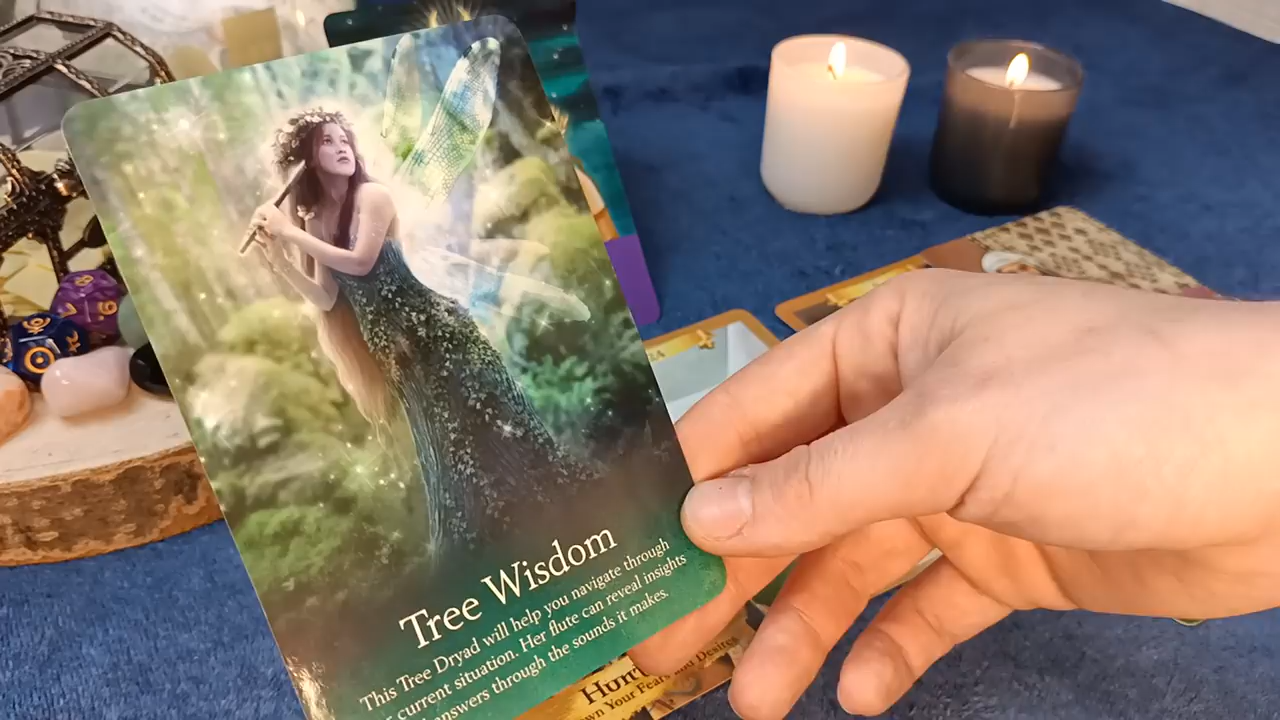 Tree Wisdom
This Tree Dryad will help you navigate through
current situation. Her flute can reveal insights
answers through the sounds it makes.
Your Fears and Desires